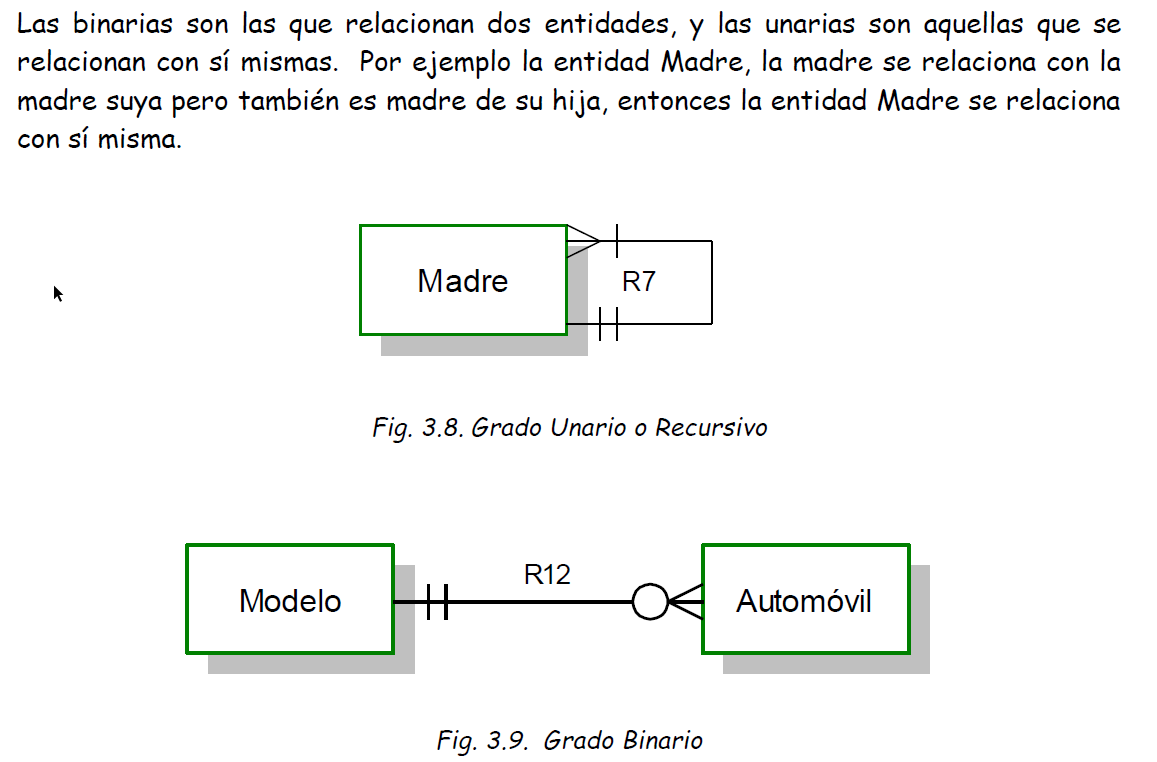 Las binarias son las que relacionan dos entidades, y las unarias son aquellas que se
relacionan con sí mismas. Por ejemplo la entidad Madre, la madre se relaciona con la
madre suya pero también es madre de su hija, entonces la entidad Madre se relaciona
con sí misma.
Madre
R7
Fig. 3.8. Grado Unario o Recursivo
R12
Modelo
Automóvil
Fig. 3.9. Grado Binario